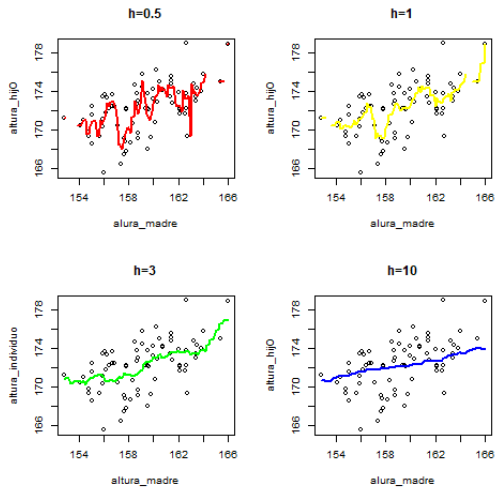 h=0.5
altura_hijO
166 170 174 178
154 158 162 166
alura_madre
h=1
altura_hijO
166 170 174 178
154 158 162 166
alura_madre
h=3
altura_individuo
166 170 174 178
154 158 162 166
altura_madre
h=10
altura_hijO
166 170 174 178
154 158 162 166
alura_madre